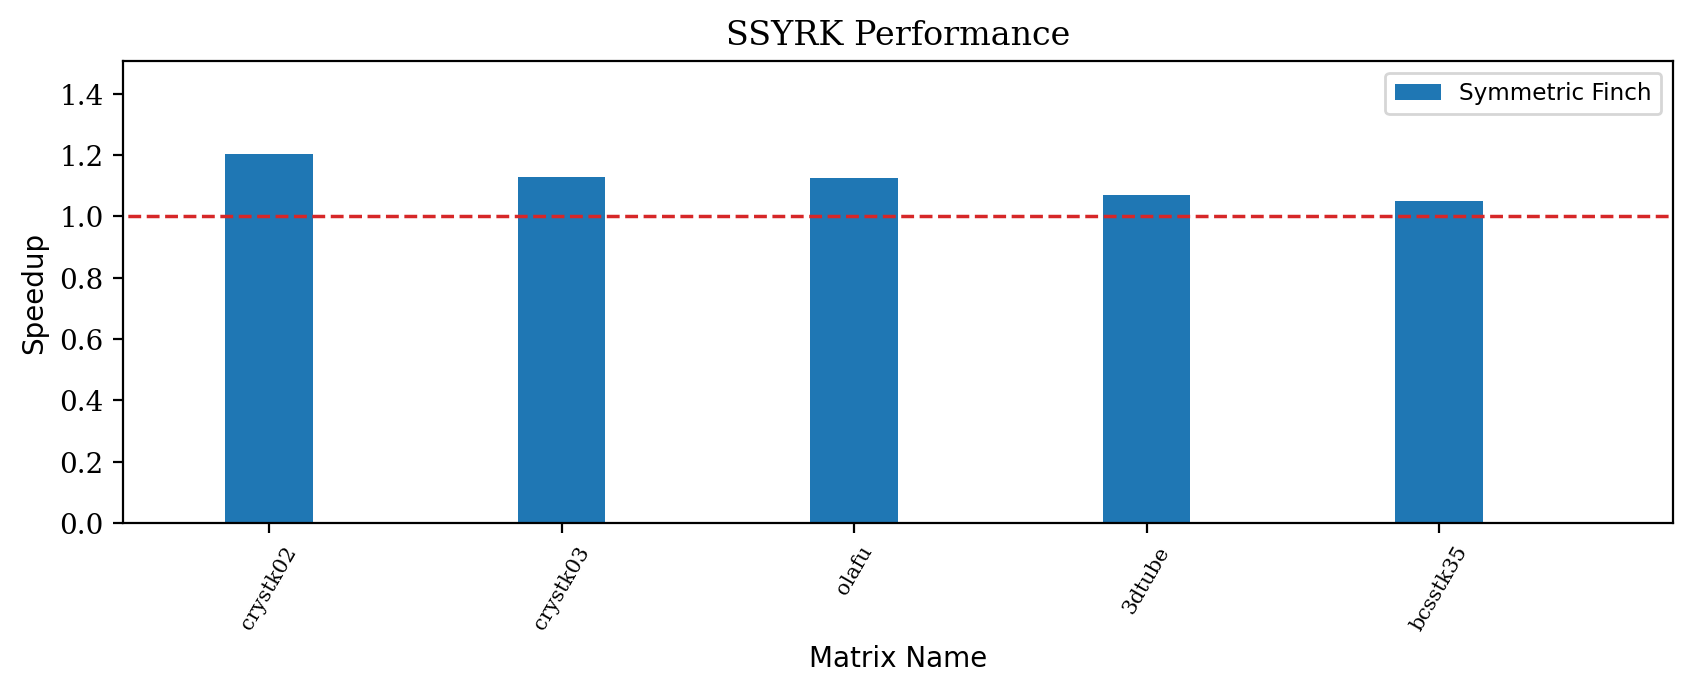 SSYRK Performance
Symmetric Finch
Speedup
1.4
1.2
1.0
0.8
0.6
0.4
0.2
0.0
crystk02
crystk03
olafu
3dtube
bcsstk35
Matrix Name